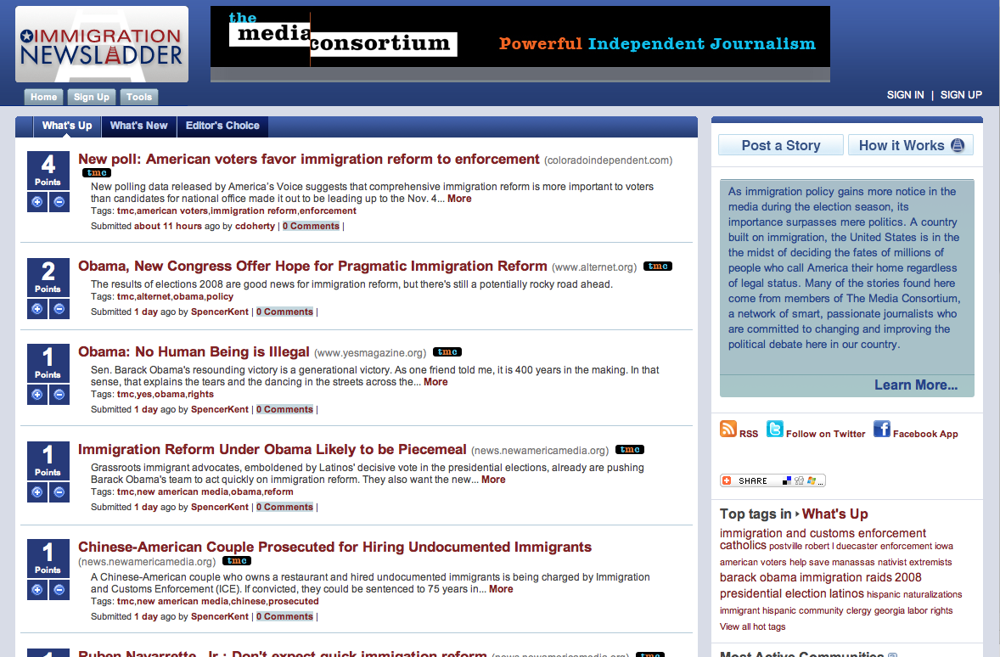 IMMIGRATION
NEWSLADDER
the
media
consortium
Powerful Independent Journalism
Home
Sign Up
Tools
SIGN IN | SIGN UP
What's Up
What's New
Editor's Choice
4
Points
New poll: American voters favor immigration reform to enforcement (coloradoindependent.com)
tmc
New polling data released by America's Voice suggests that comprehensive immigration reform is more important to voters
than candidates for national office made it out to be leading up to the Nov. 4... More
Tags: tmc,american voters,immigration reform,enforcement
Submitted about 11 hours ago by cdoherty | 0 Comments |
2
Points
Obama, New Congress Offer Hope for Pragmatic Immigration Reform (www.alternet.org) tmc
The results of elections 2008 are good news for immigration reform, but there's still a potentially rocky road ahead.
Tags: tmc,alternet,obama,policy
Submitted 1 day ago by SpencerKent | 0 Comments |
1
Points
Obama: No Human Being is Illegal (www.yesmagazine.org) tmc
Sen. Barack Obama's resounding victory is a generational victory. As one friend told me, it is 400 years in the making. In that
sense, that explains the tears and the dancing in the streets across the... More
Tags: tmc,yes,obama,rights
Submitted 1 day ago by SpencerKent | 0 Comments |
1
Points
Immigration Reform Under Obama Likely to be Piecemeal (news.newamericamedia.org) tmc
Grassroots immigrant advocates, emboldened by Latinos' decisive vote in the presidential elections, already are pushing
Barack Obama's team to act quickly on immigration reform. They also want the new... More
Tags: tmc,new american media,obama,reform
Submitted 1 day ago by SpencerKent | 0 Comments |
1
Points
Chinese-American Couple Prosecuted for Hiring Undocumented Immigrants
(news.newamericamedia.org) tmc
A Chinese-American couple who owns a restaurant and hired undocumented immigrants is being charged by Immigration
and Customs Enforcement (ICE). If convicted, they could be sentenced to 75 years in... More
Tags: tmc,new american media,chinese,prosecuted
Submitted 1 day ago by SpencerKent | 0 Comments |
1
Ruben Navarrette, Jr.: Don't expect quick immigration reform (news.newamericamedia.org) tmc
Post a Story
How it Works
As immigration policy gains more notice in the
media during the election season, its
importance surpasses mere politics. A country
built on immigration, the United States is in the
the midst of deciding the fates of millions of
people who call America their home regardless
of legal status. Many of the stories found here
come from members of The Media Consortium,
a network of smart, passionate journalists who
are committed to changing and improving the
political debate here in our country.
Learn More...
RSS
Follow on Twitter
Facebook App
SHARE
Top tags in What's Up
immigration and customs enforcement
catholics postville robert l duecaster enforcement iowa
american voters help save manassas nativist extremists
barack obama immigration raids 2008
presidential election latinos hispanic naturalizations
immigrant hispanic community clergy georgia labor rights
View all hot tags
Most Active Communities